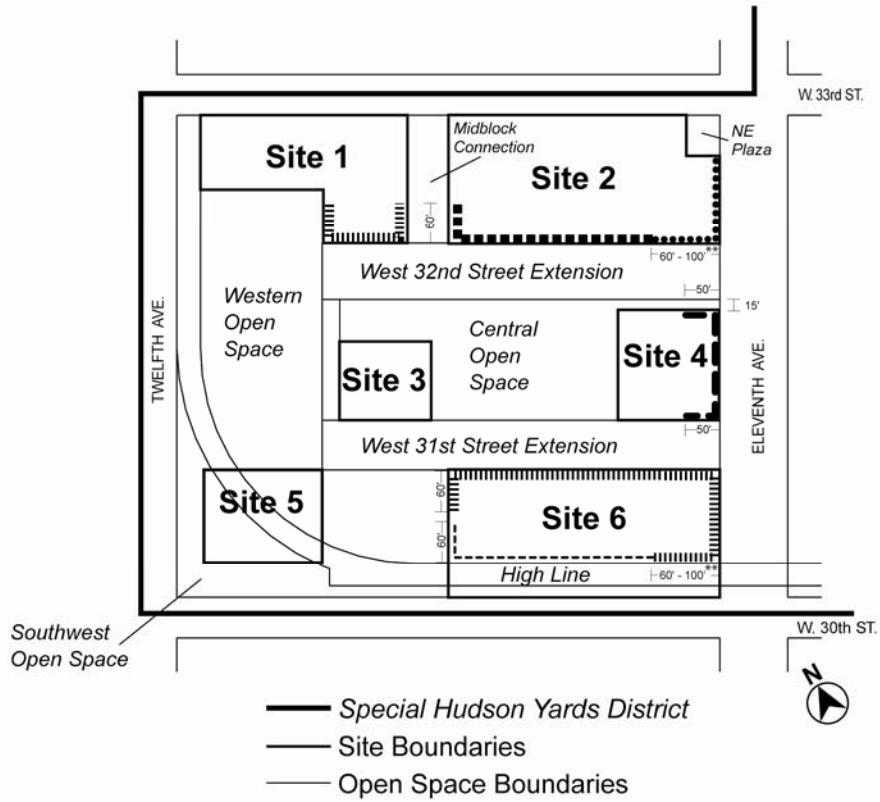 W. 33rd ST.
Midblock
Connection
NE
Plaza
Site 1
Site 2
60'
60' - 100'**
West 32nd Street Extension
50'
15'
Western
Open
Space
Central
Open
Space
TWELFTH AVE.
Site 3
Site 4
ELEVENTH AVE.
50'
West 31st Street Extension
Site 5
60'
Site 6
60'
High Line
60' - 100'**
Southwest
Open Space
W. 30th ST.
N
Special Hudson Yards District
Site Boundaries
Open Space Boundaries